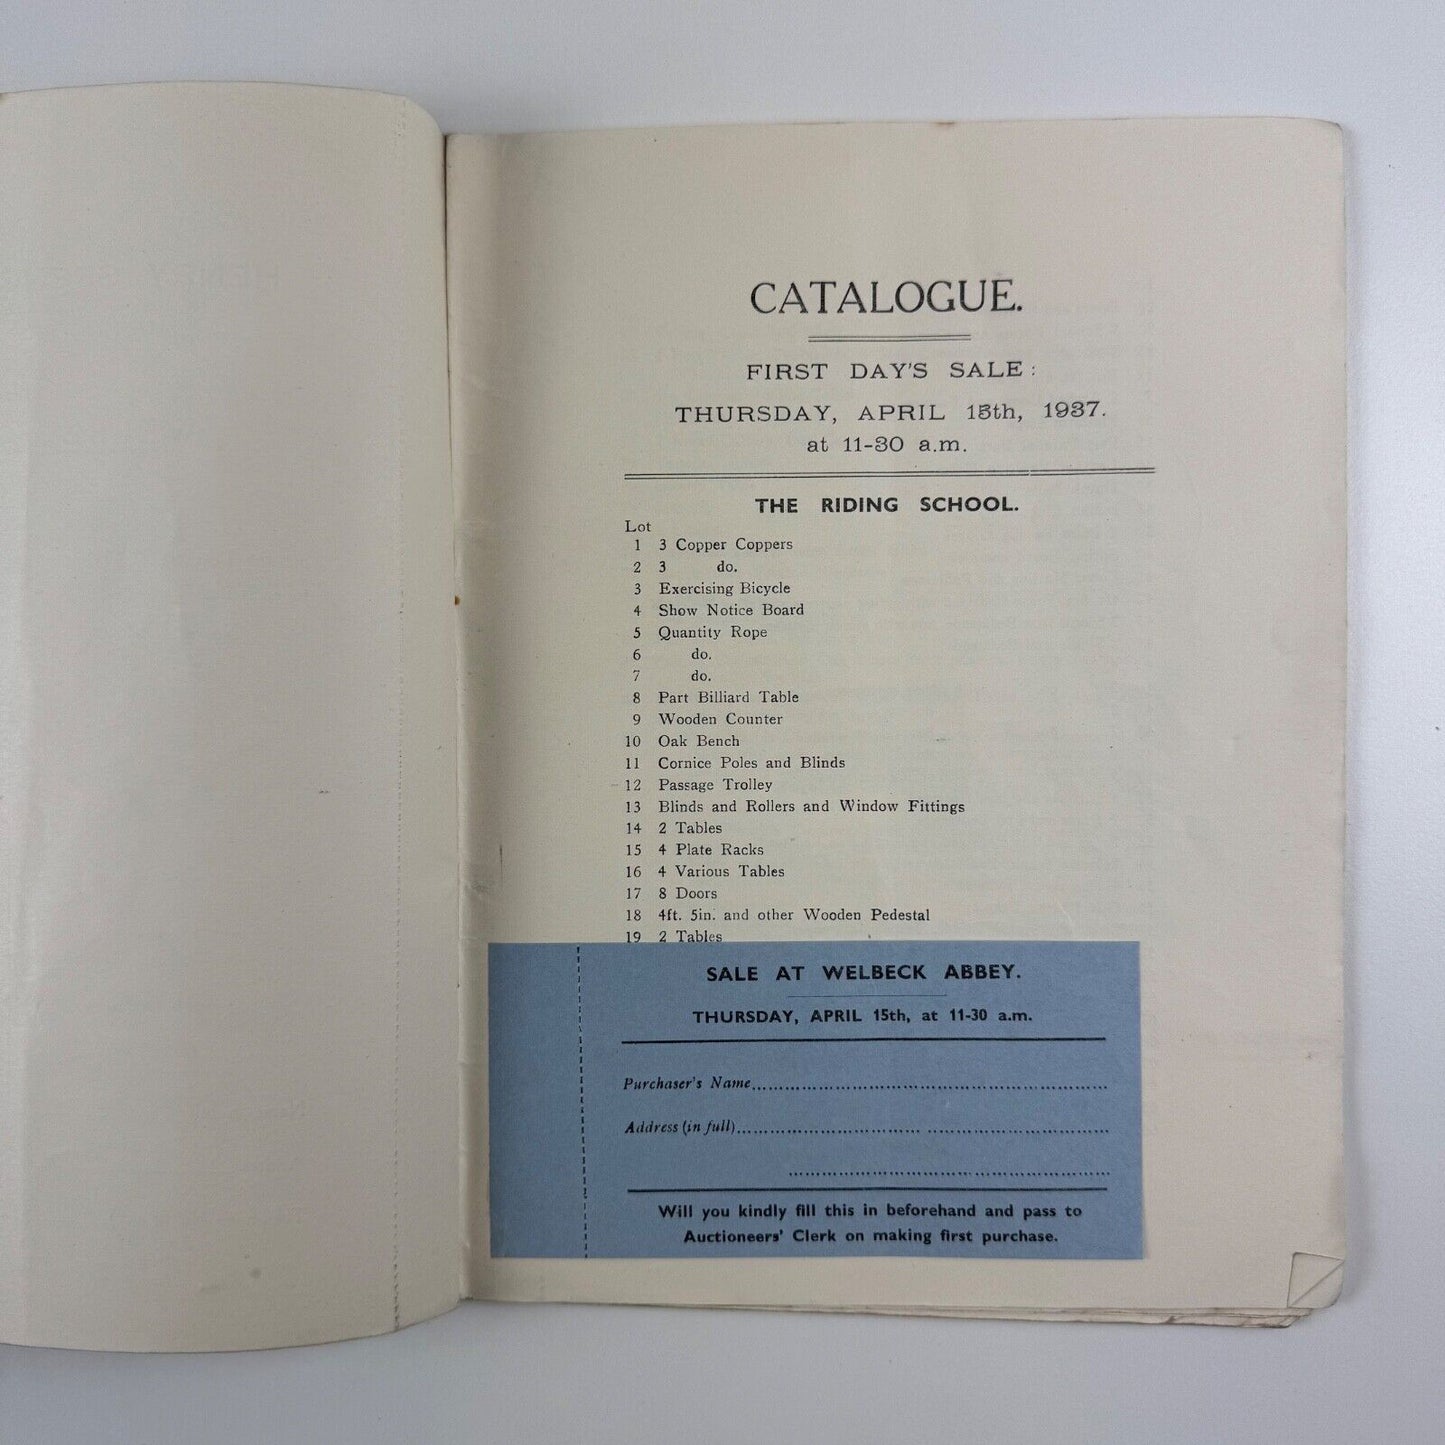 CATALOGUE.
FIRST DAY'S SALE:
THURSDAY, APRIL 15th, 1937.
at 11-30 a.m.
THE RIDING SCHOOL.
Lot
1 3 Copper Coppers
2 3 do.
3 Exercising Bicycle
4 Show Notice Board
5 Quantity Rope
6 do.
7 do.
8 Part Billiard Table
9 Wooden Counter
10 Oak Bench
11 Cornice Poles and Blinds
12 Passage Trolley
13 Blinds and Rollers and Window Fittings
14 2 Tables
15 4 Plate Racks
16 4 Various Tables
17 8 Doors
18 4ft. 5in. and other Wooden Pedestal
19 2 Tables
SALE AT WELBECK ABBEY.
THURSDAY, APRIL 15th, at 11-30 a.m.
Purchaser's Name
Address (in full)
Will you kindly fill this in beforehand and pass to
Auctioneers' Clerk on making first purchase.